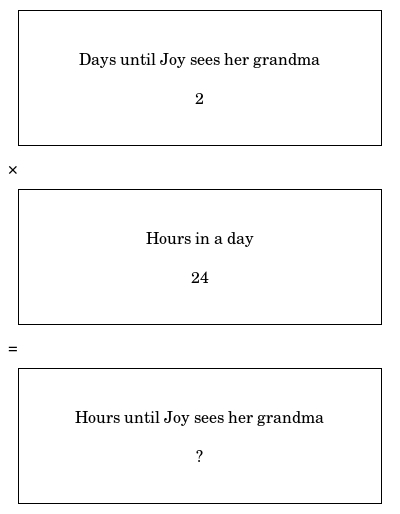 Days until Joy sees her grandma
2
×
Hours in a day
24
=
Hours until Joy sees her grandma
?